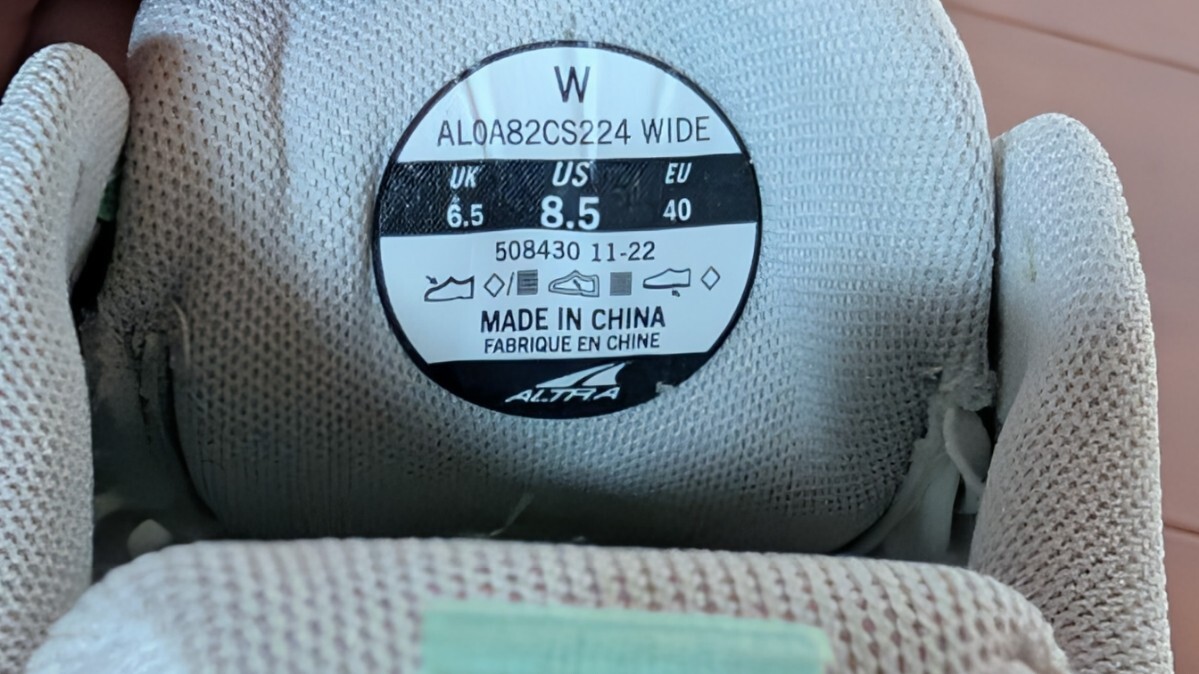 W
AL0A82CS224 WIDE
UK US EU
6.5 8.5 40
508430 11-22
MADE IN CHINA
FABRIQUE EN CHINE
ALTRA